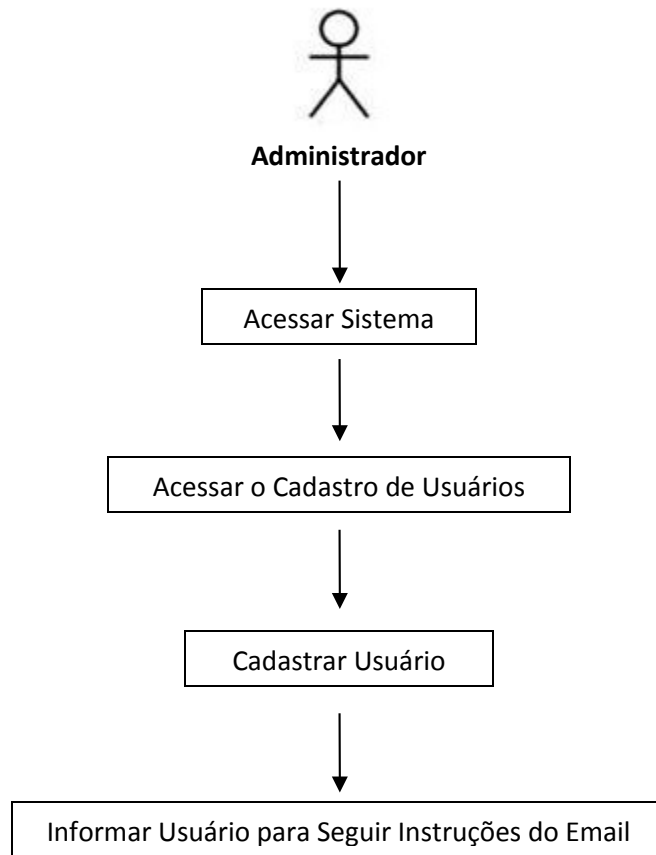 Administrador
Acessar Sistema
Acessar o Cadastro de Usuários
Cadastrar Usuário
Informar Usuário para Seguir Instruções do Email